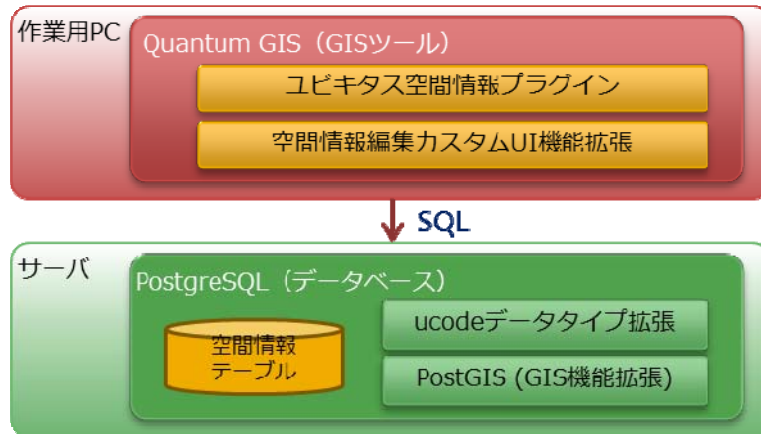 作業用PC
Quantum GIS（GISツール）
ユビキタス空間情報プラグイン
空間情報編集カスタムUI機能拡張
SQL
サーバ
PostgreSQL（データベース）
空間情報
テーブル
ucodeデータタイプ拡張
PostGIS (GIS機能拡張)